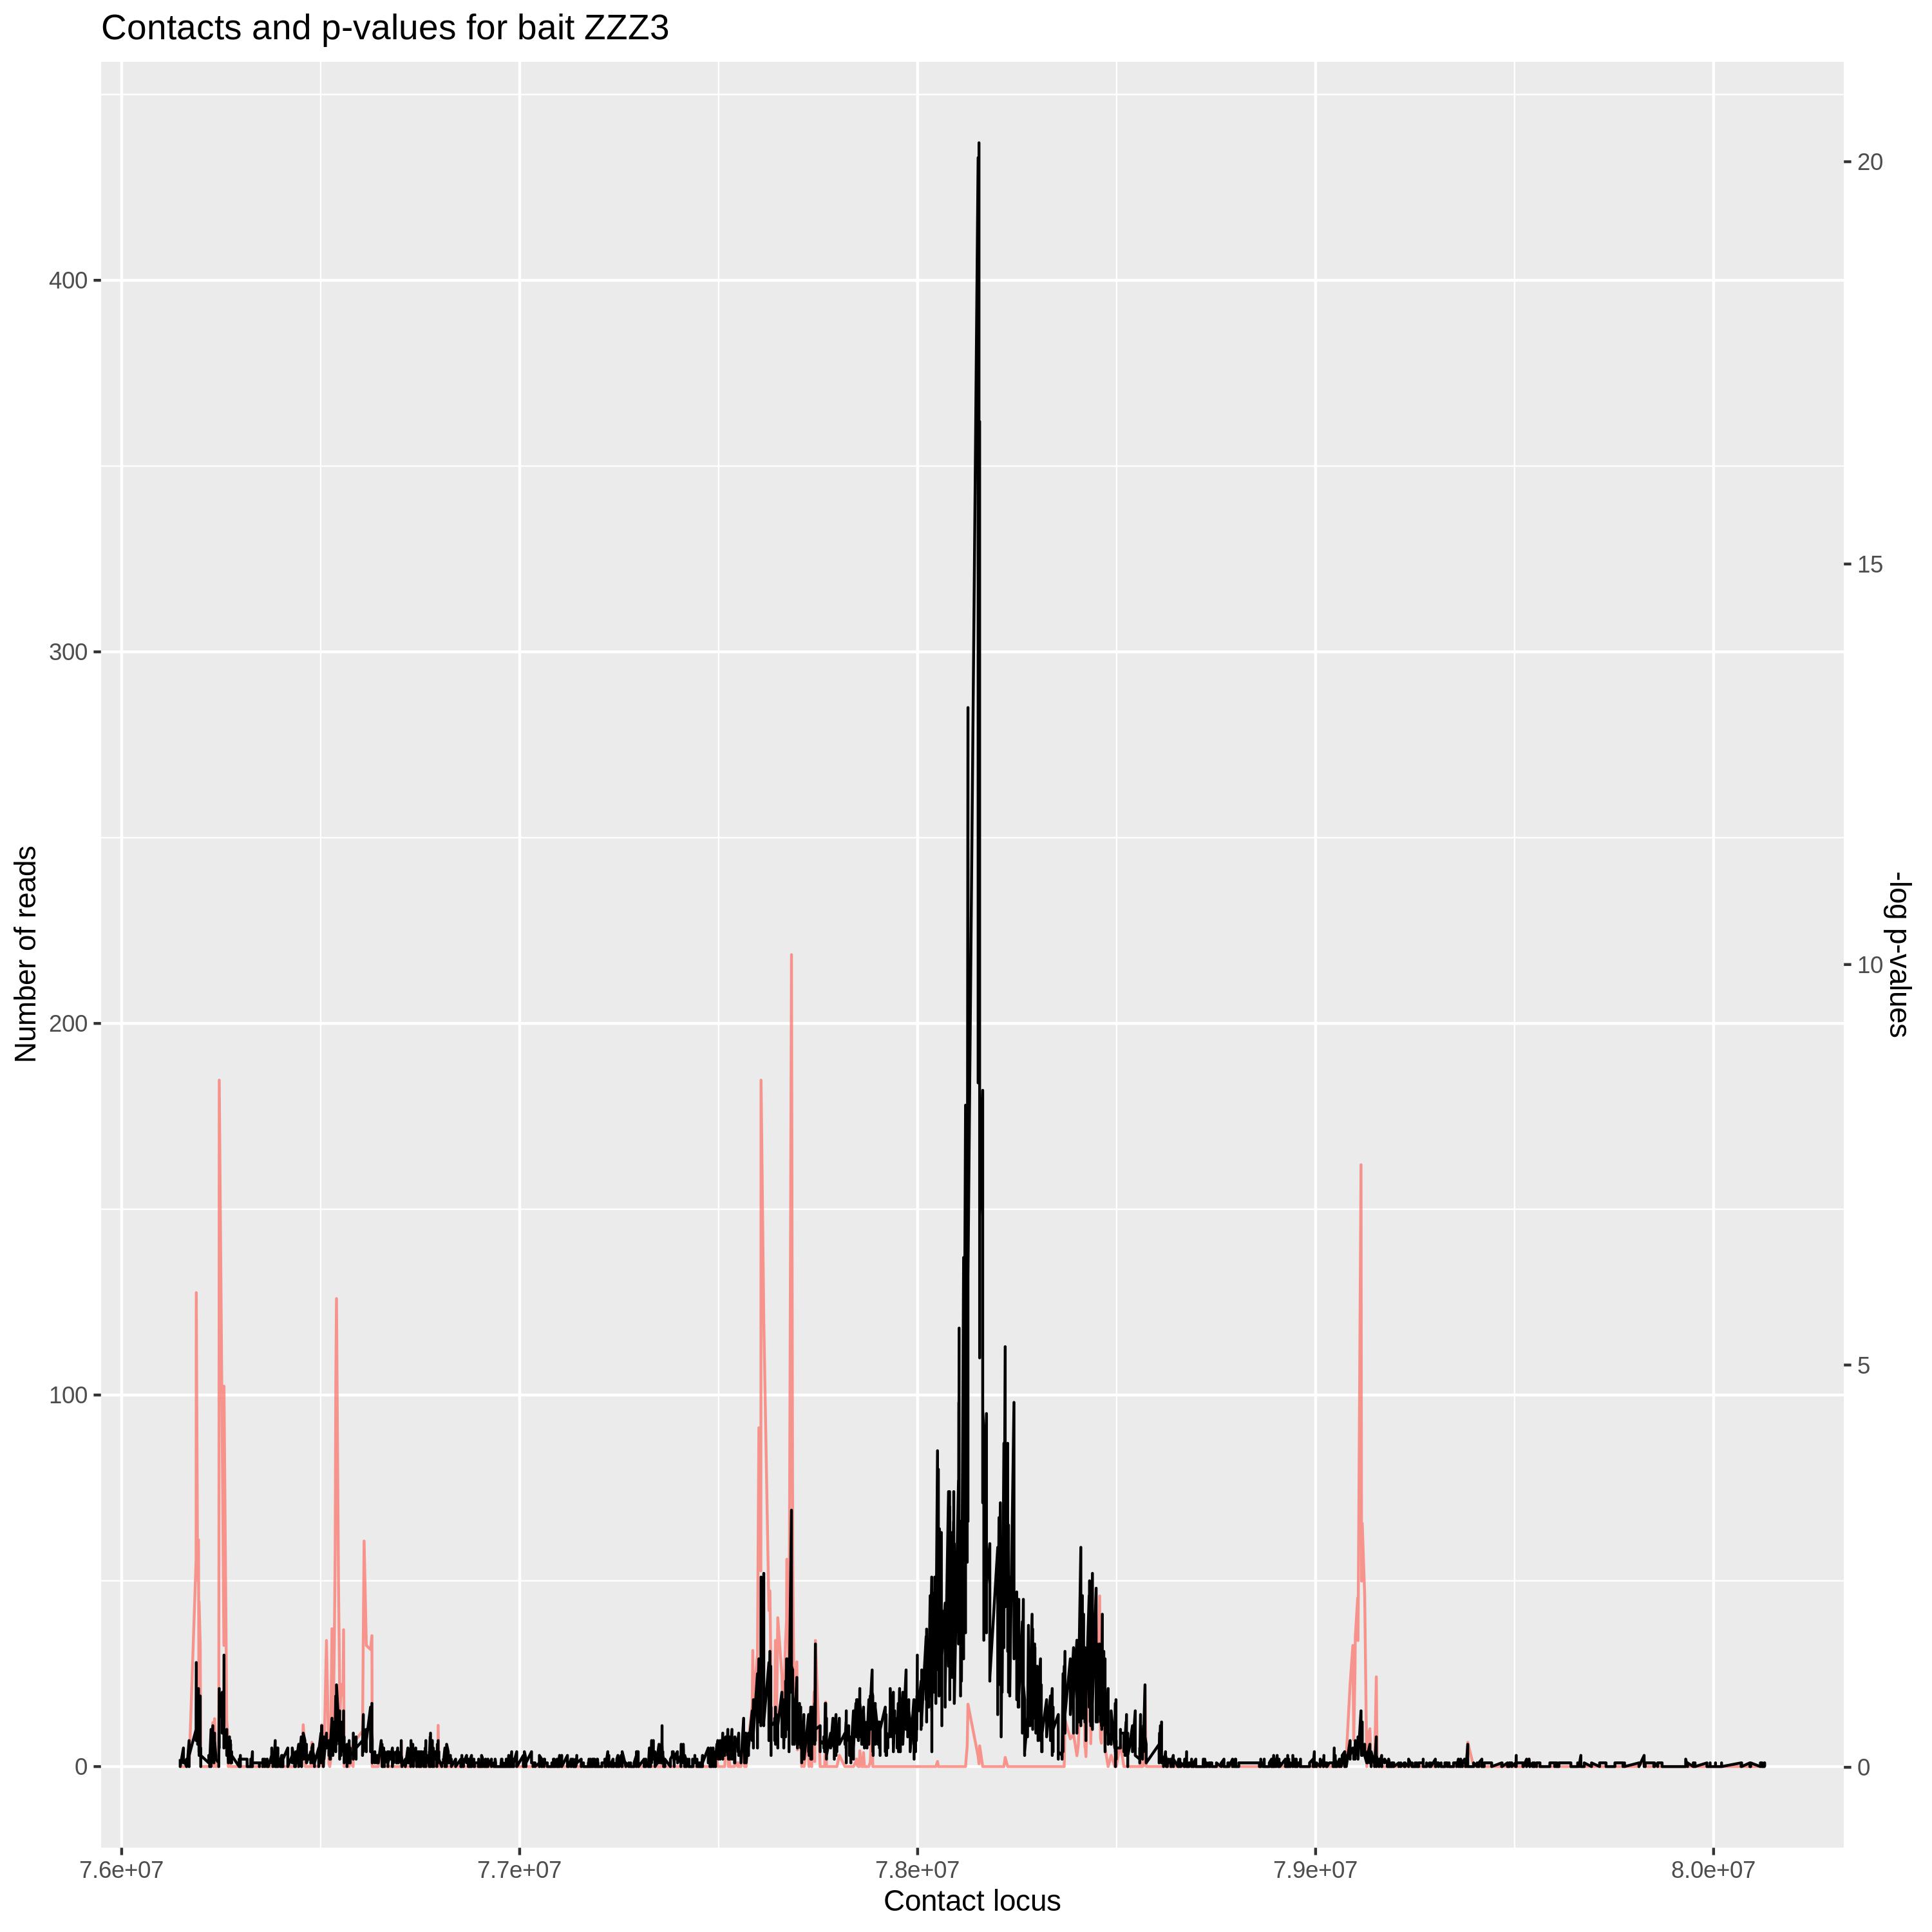 Contacts and p-values for bait ZZZ3
Number of reads
400
300
200
100
0
20
15
10
5
0
-log p-values
7.6e+07 7.7e+07 7.8e+07 7.9e+07 8.0e+07
Contact locus